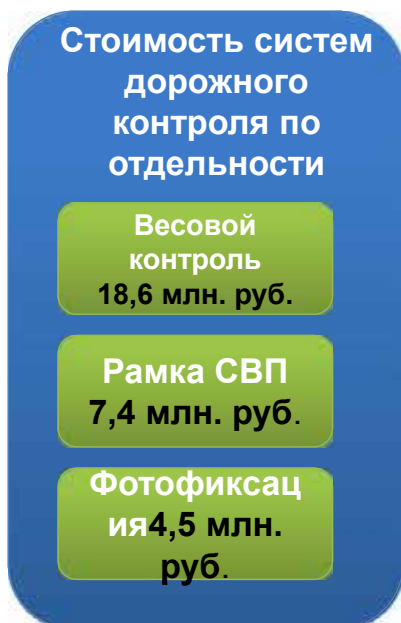 Стоимость систем
дорожного
контроля по
отдельности
Весовой
контроль
18,6 млн. руб.
Рамка СВП
7,4 млн. руб.
Фотофиксац
ия4,5 млн.
руб.